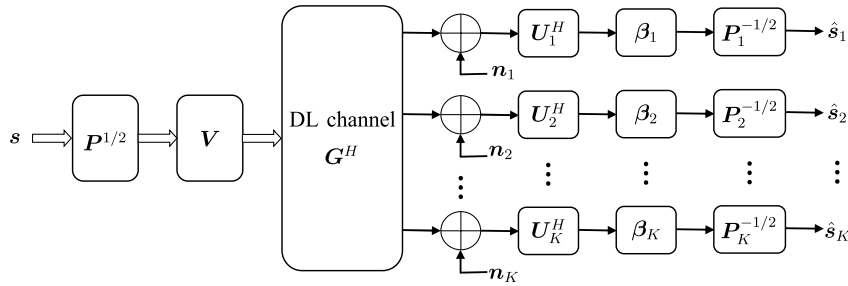 s
P^{1/2}
V
DL channel
G^H
n_1
U_1^H
β_1
P_1^{-1/2}
ŝ_1
n_2
U_2^H
β_2
P_2^{-1/2}
ŝ_2
n_K
U_K^H
β_K
P_K^{-1/2}
ŝ_K